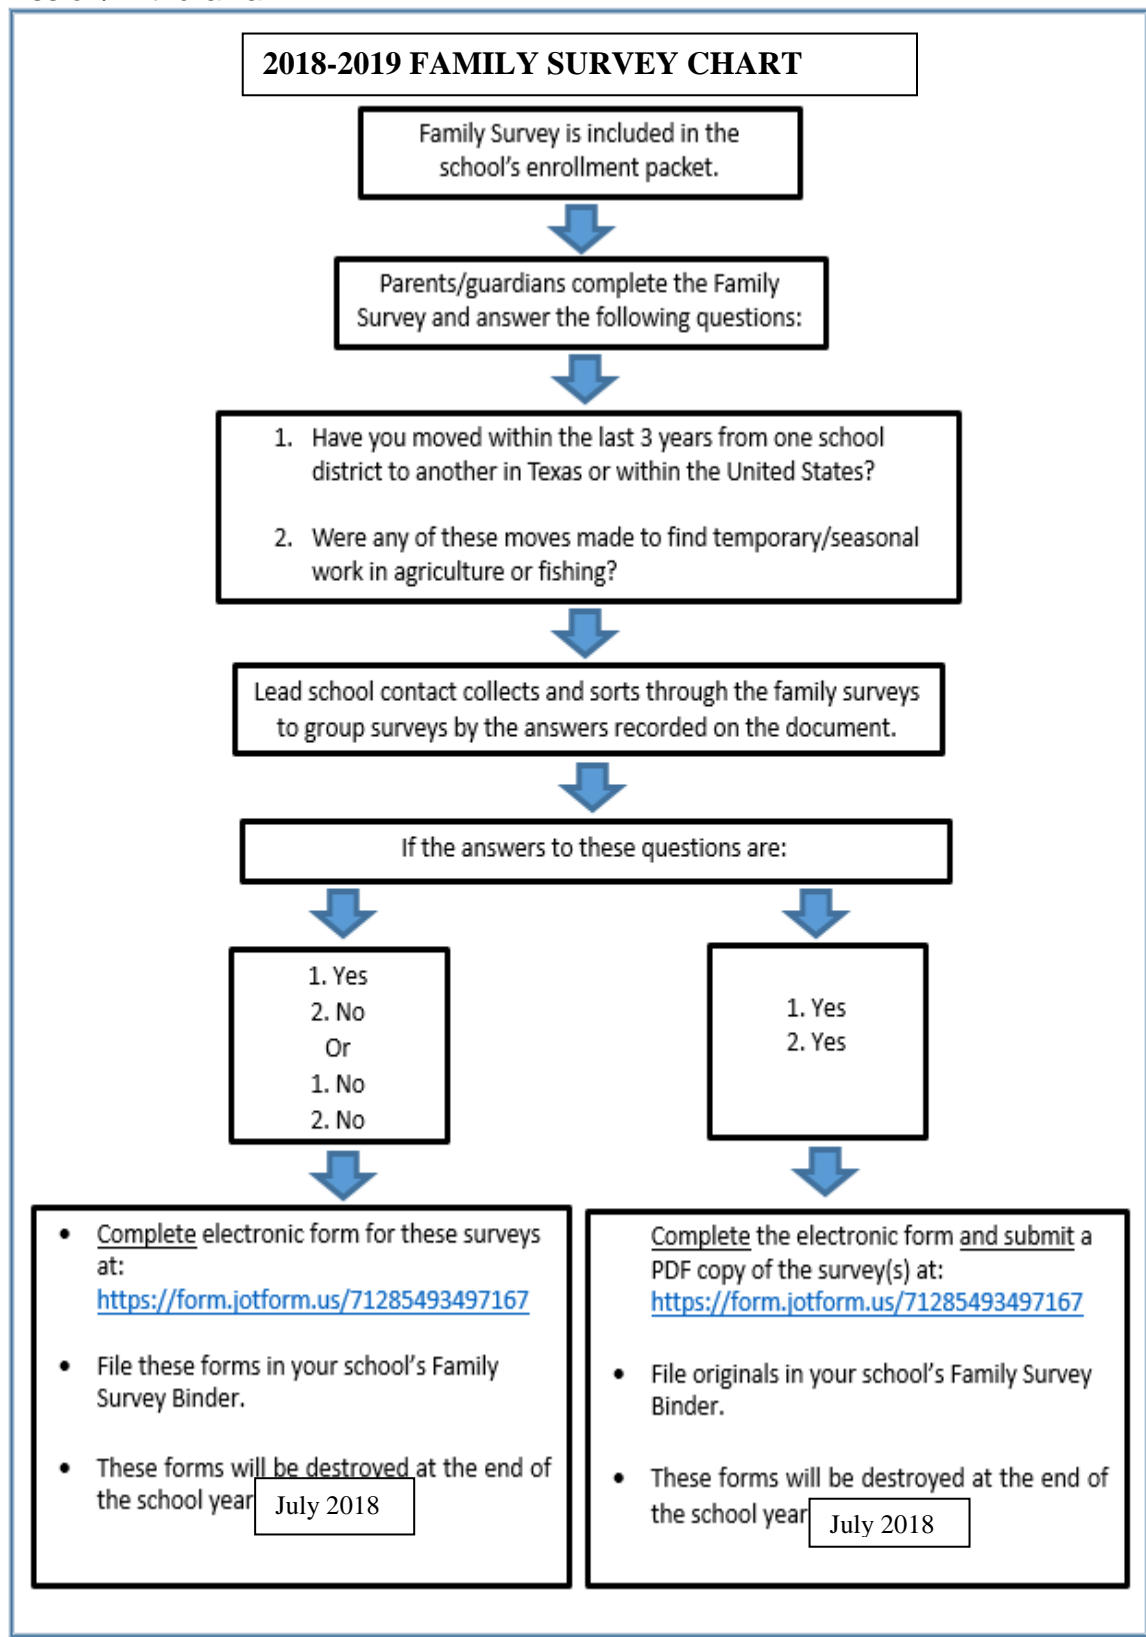 2018-2019 FAMILY SURVEY CHART
Family Survey is included in the
school's enrollment packet.
Parents/guardians complete the Family
Survey and answer the following questions:
1. Have you moved within the last 3 years from one school
district to another in Texas or within the United States?
2. Were any of these moves made to find temporary/seasonal
work in agriculture or fishing?
Lead school contact collects and sorts through the family surveys
to group surveys by the answers recorded on the document.
If the answers to these questions are:
1. Yes
2. No
Or
1. No
2. No
1. Yes
2. Yes
• Complete electronic form for these surveys
at:
https://form.jotform.us/71285493497167
• File these forms in your school's Family
Survey Binder.
• These forms will be destroyed at the end of
the school year
July 2018
Complete the electronic form and submit a
PDF copy of the survey(s) at:
https://form.jotform.us/71285493497167
• File originals in your school's Family Survey
Binder.
• These forms will be destroyed at the end of
the school year
July 2018